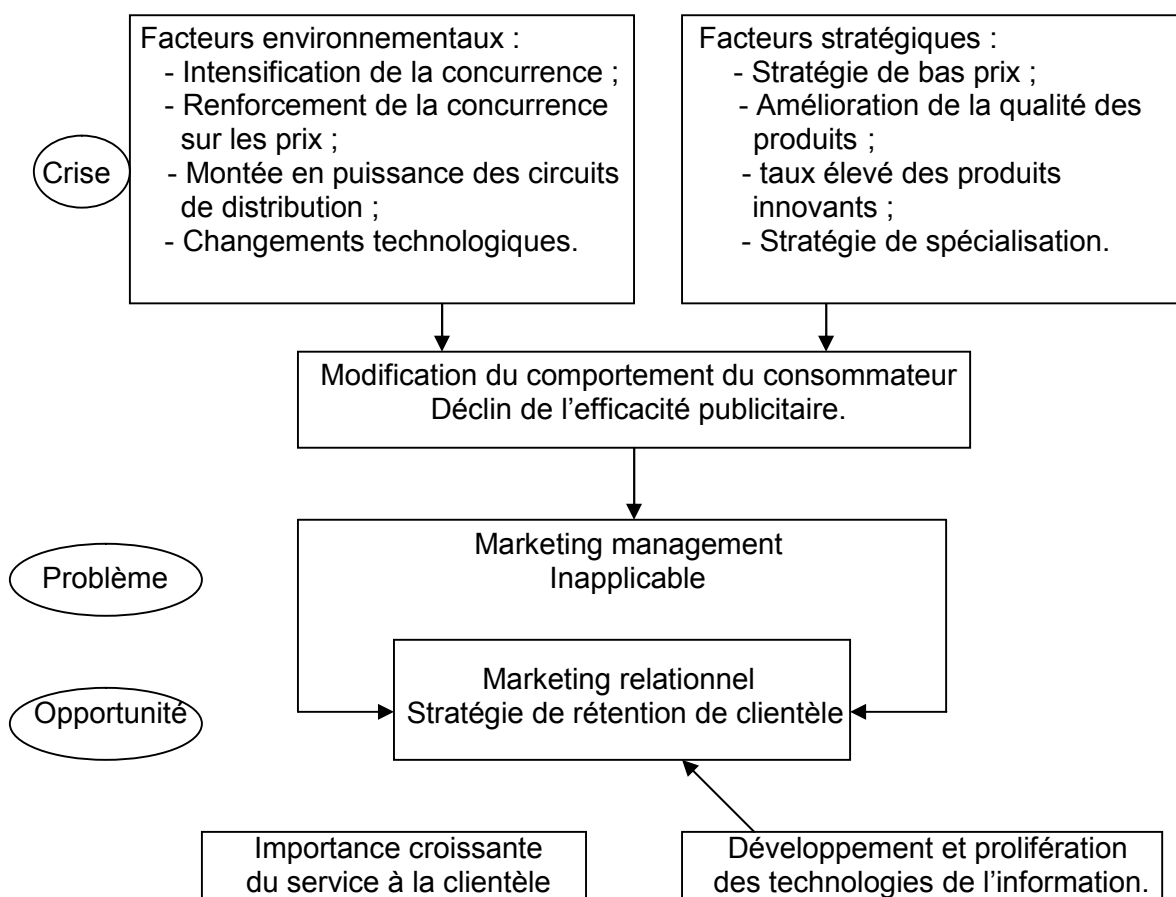 Facteurs environnementaux :
- Intensification de la concurrence ;
- Renforcement de la concurrence
sur les prix ;
- Montée en puissance des circuits
de distribution ;
- Changements technologiques.
Facteurs stratégiques :
- Stratégie de bas prix ;
- Amélioration de la qualité des
produits ;
- taux élevé des produits
innovants ;
- Stratégie de spécialisation.
Crise
Modification du comportement du consommateur
Déclin de l’efficacité publicitaire.
Problème
Marketing management
Inapplicable
Opportunité
Marketing relationnel
Stratégie de rétention de clientèle
Importance croissante
du service à la clientèle
Développement et prolifération
des technologies de l’information.